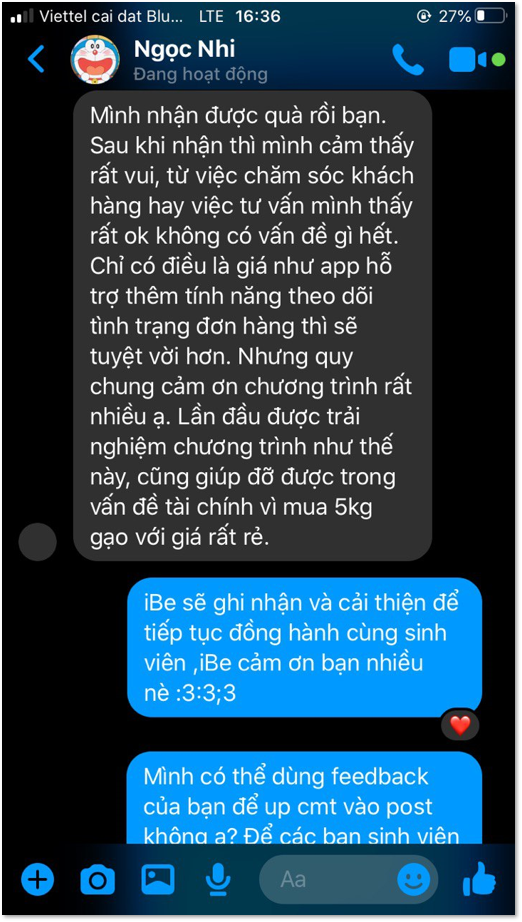 Viettel cai dat Blu... LTE 16:36 27%
Ngọc Nhi
Đang hoạt động
Mình nhận được quà rồi bạn.
Sau khi nhận thì mình cảm thấy
rất vui, từ việc chăm sóc khách
hàng hay việc tư vấn mình thấy
rất ok không có vấn đề gì hết.
Chỉ có điều là giá như app hỗ
trợ thêm tính năng theo dõi
tình trạng đơn hàng thì sẽ
tuyệt vời hơn. Nhưng quy
chung cảm ơn chương trình rất
nhiều ạ. Lần đầu được trải
nghiệm chương trình như thế
này, cũng giúp đỡ được trong
vấn đề tài chính vì mua 5kg
gạo với giá rất rẻ.
iBe sẽ ghi nhận và cải thiện để
tiếp tục đồng hành cùng sinh
viên ,iBe cảm ơn bạn nhiều
nè :3:3;3
Mình có thể dùng feedback
của bạn để up cmt vào post
không ạ? Để các bạn sinh viên
Aa